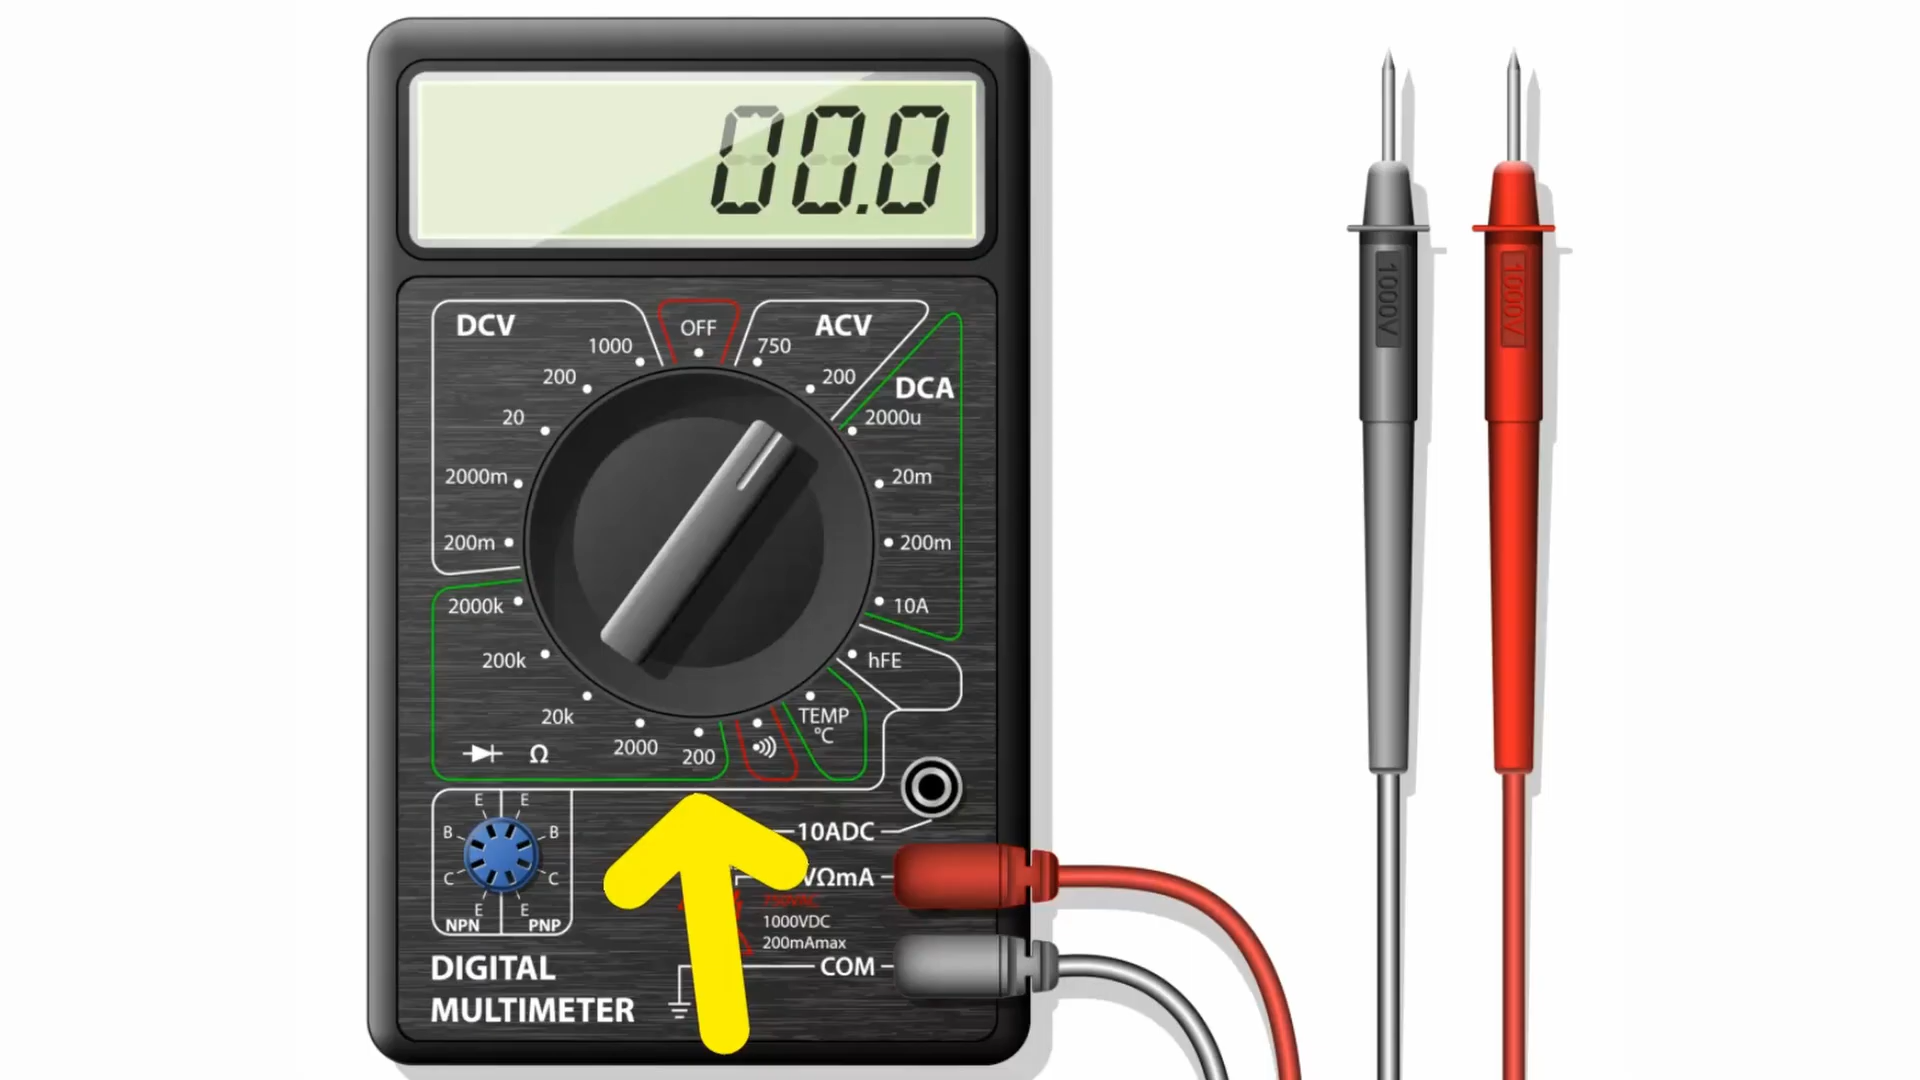 00.0
DCV
OFF
ACV
1000
750
200
200
DCA
20
2000u
2000m
20m
200m
200m
2000k
10A
200k
hFE
20k
TEMP
°C
2000
200
Ω
E E
B B
C C
E E
NPN PNP
10ADC
VΩmA
750VAC
1000VDC
200mAmax
COM
DIGITAL
MULTIMETER
1000V
1000V